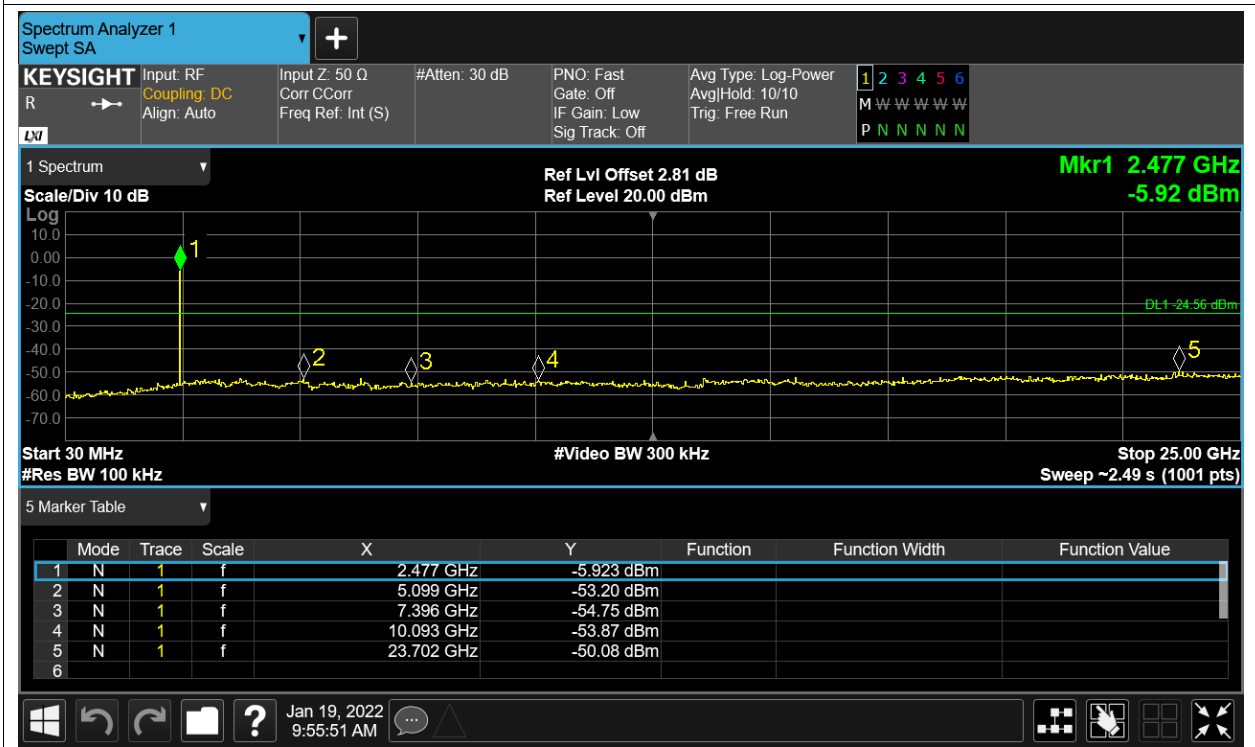 Spectrum Analyzer 1
Swept SA
KEYSIGHT Input: RF Input Z: 50 Ω #Atten: 30 dB PNO: Fast Avg Type: Log-Power 1 2 3 4 5 6
R Coupling: DC Corr CCorr Gate: Off Avg|Hold: 10/10 M W W W W W
Align: Auto Freq Ref: Int (S) IF Gain: Low Trig: Free Run
LXI Sig Track: Off P N N N N N
1 Spectrum Ref Lvl Offset 2.81 dB Mkr1 2.477 GHz
Scale/Div 10 dB Ref Level 20.00 dBm -5.92 dBm
Log
10.0
1
0.00
-10.0
-20.0
DL1 -24.56 dBm
-30.0
-40.0
2 3 4 5
-50.0
-60.0
-70.0
Start 30 MHz #Video BW 300 kHz Stop 25.00 GHz
#Res BW 100 kHz Sweep ~2.49 s (1001 pts)
5 Marker Table
Mode Trace Scale X Y Function Function Width Function Value
1 N 1 f 2.477 GHz -5.923 dBm
2 N 1 f 5.099 GHz -53.20 dBm
3 N 1 f 7.396 GHz -54.75 dBm
4 N 1 f 10.093 GHz -53.87 dBm
5 N 1 f 23.702 GHz -50.08 dBm
6
? Jan 19, 2022
9:55:51 AM